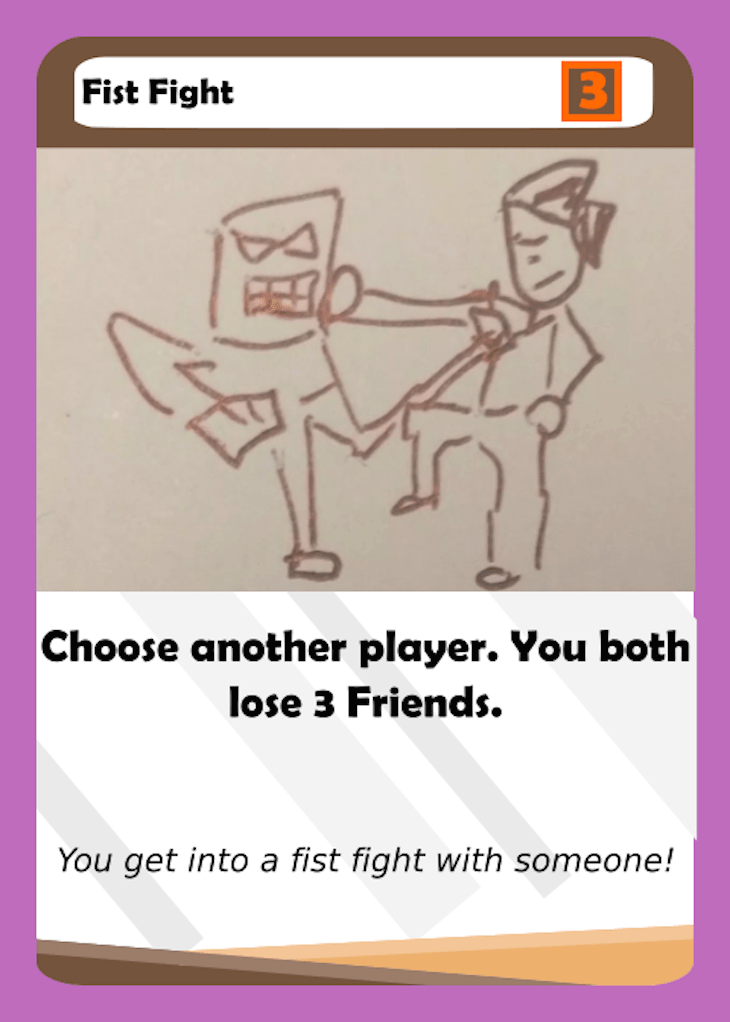 Fist Fight
3
Choose another player. You both
lose 3 Friends.
You get into a fist fight with someone!